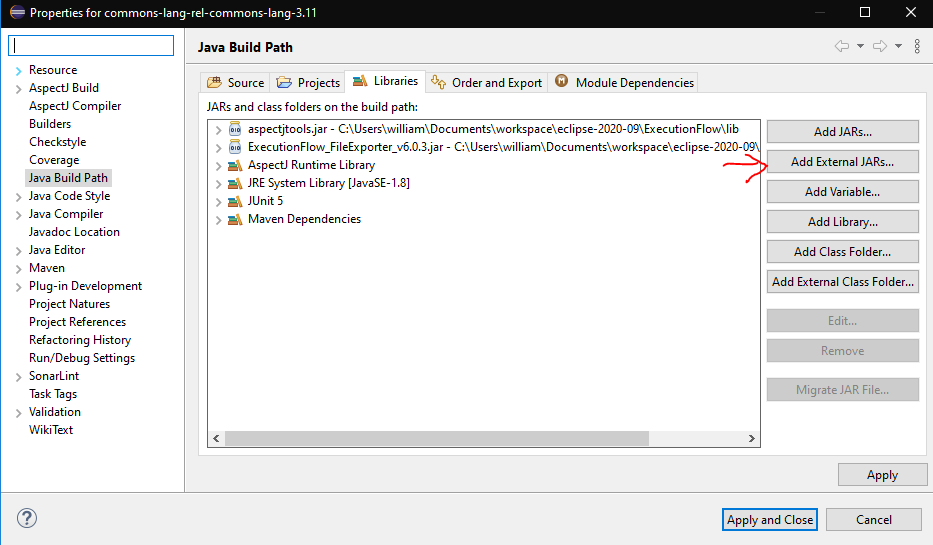 Properties for commons-lang-rel-commons-lang-3.11
Java Build Path
Resource
AspectJ Build
AspectJ Compiler
Builders
Checkstyle
Coverage
Java Build Path
Java Code Style
Java Compiler
Javadoc Location
Java Editor
Maven
Plug-in Development
Project Natures
Project References
Refactoring History
Run/Debug Settings
SonarLint
Task Tags
Validation
WikiText
Source Projects Libraries Order and Export M Module Dependencies
JARs and class folders on the build path:
aspectjtools.jar - C:\Users\william\Documents\workspace\eclipse-2020-09\ExecutionFlow\lib
ExecutionFlow_FileExporter_v6.0.3.jar - C:\Users\william\Documents\workspace\eclipse-2020-09\
AspectJ Runtime Library
JRE System Library [JavaSE-1.8]
JUnit 5
Maven Dependencies
Add JARs...
Add External JARs...
Add Variable...
Add Library...
Add Class Folder...
Add External Class Folder...
Edit...
Remove
Migrate JAR File...
Apply
?
Apply and Close
Cancel